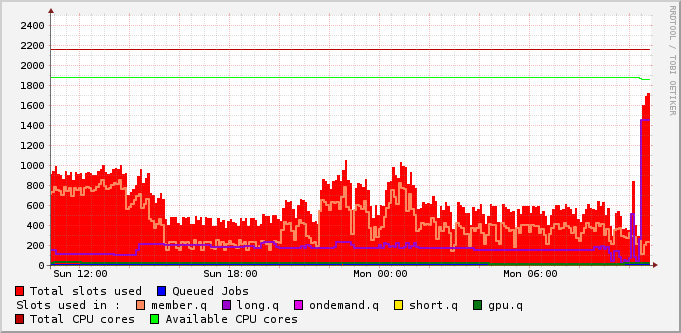 RRDTOOL / TOBI OETIKER
2400
2200
2000
1800
1600
1400
1200
1000
800
600
400
200
0
Sun 12:00 Sun 18:00 Mon 00:00 Mon 06:00
Total slots used Queued Jobs
Slots used in : member.q long.q ondemand.q short.q gpu.q
Total CPU cores Available CPU cores